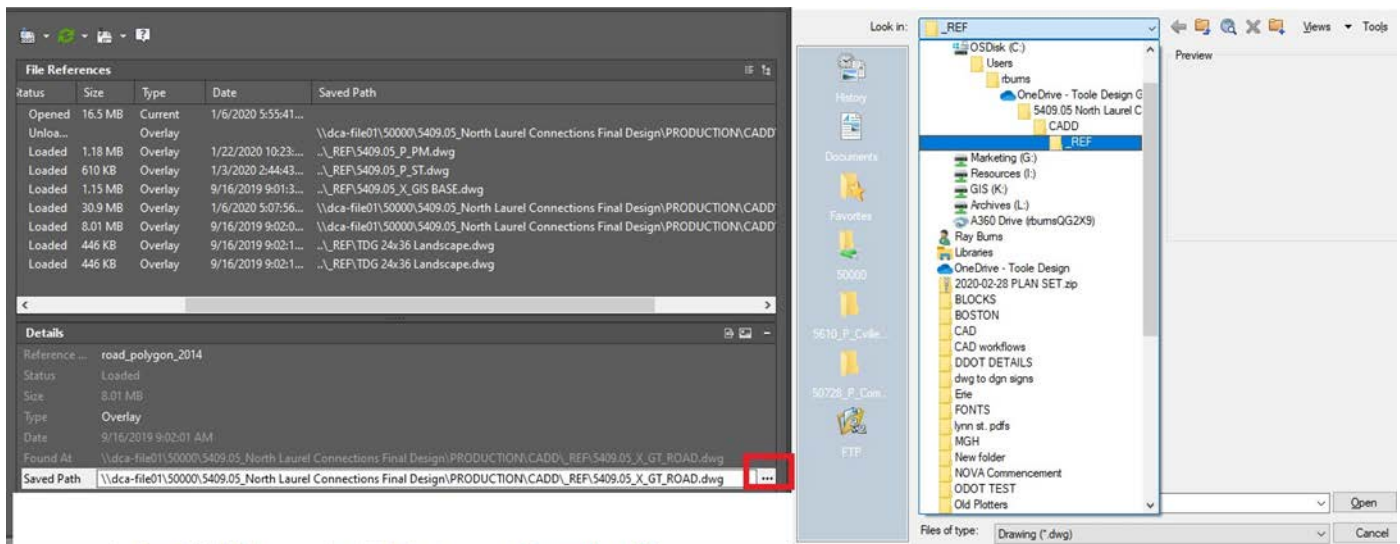 File References
tatus Size Type Date Saved Path
Opened 16.5 MB Current 1/6/2020 5:55:41...
Unloa... Overlay \\dca-file01\50000\5409.05_North Laurel Connections Final Design\PRODUCTION\CADD
Loaded 1.18 MB Overlay 1/22/2020 10:23:... ..\_REF\5409.05_P_PM.dwg
Loaded 610 KB Overlay 1/3/2020 2:44:43... ..\_REF\5409.05_P_ST.dwg
Loaded 1.15 MB Overlay 9/16/2019 9:01:3... ..\_REF\5409.05_X_GIS BASE.dwg
Loaded 30.9 MB Overlay 1/6/2020 5:07:56... \\dca-file01\50000\5409.05_North Laurel Connections Final Design\PRODUCTION\CADD
Loaded 8.01 MB Overlay 9/16/2019 9:02:0... \\dca-file01\50000\5409.05_North Laurel Connections Final Design\PRODUCTION\CADD
Loaded 446 KB Overlay 9/16/2019 9:02:1... ..\_REF\TDG 24x36 Landscape.dwg
Loaded 446 KB Overlay 9/16/2019 9:02:1... ..\_REF\TDG 24x36 Landscape.dwg
Details
Reference ... road_polygon_2014
Status Loaded
Size 8.01 MB
Type Overlay
Date 9/16/2019 9:02:01 AM
Found At \\dca-file01\50000\5409.05_North Laurel Connections Final Design\PRODUCTION\CADD\_REF\5409.05_X_GT_ROAD.dwg
Saved Path \\dca-file01\50000\5409.05_North Laurel Connections Final Design\PRODUCTION\CADD\_REF\5409.05_X_GT_ROAD.dwg ...
Look in: _REF Views Tools
History
Documents
Favorites
50000
5610_P_Cville...
50728_P_Com...
FTP
OSDisk (C:)
Users
rburns
OneDrive - Toole Design G
5409.05 North Laurel C
CADD
_REF
Marketing (G:)
Resources (I:)
GIS (K:)
Archives (L:)
A360 Drive (rburnsQG2X9)
Ray Burns
Libraries
OneDrive - Toole Design
2020-02-28 PLAN SET.zip
BLOCKS
BOSTON
CAD
CAD workflows
DDOT DETAILS
dwg to dgn signs
Erie
FONTS
lynn st. pdfs
MGH
New folder
NOVA Commencement
ODOT TEST
Old Plotters
Preview
Open
Files of type: Drawing (*.dwg) Cancel